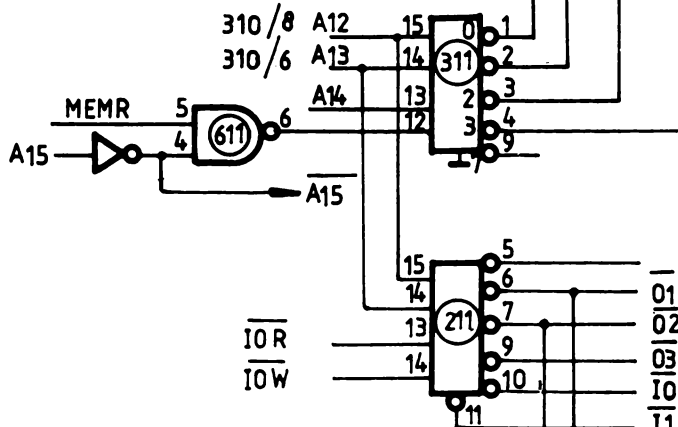 310/8 A12 15 0 1
310/6 A13 14 311 2
A14 13 2 3
MEMR 5 611 6 12 3 4
A15 4 7 9
A15
15 5
14 6 O1
211 7 O2
IOR 13 9 O3
IOW 14 10 I0
11 I1